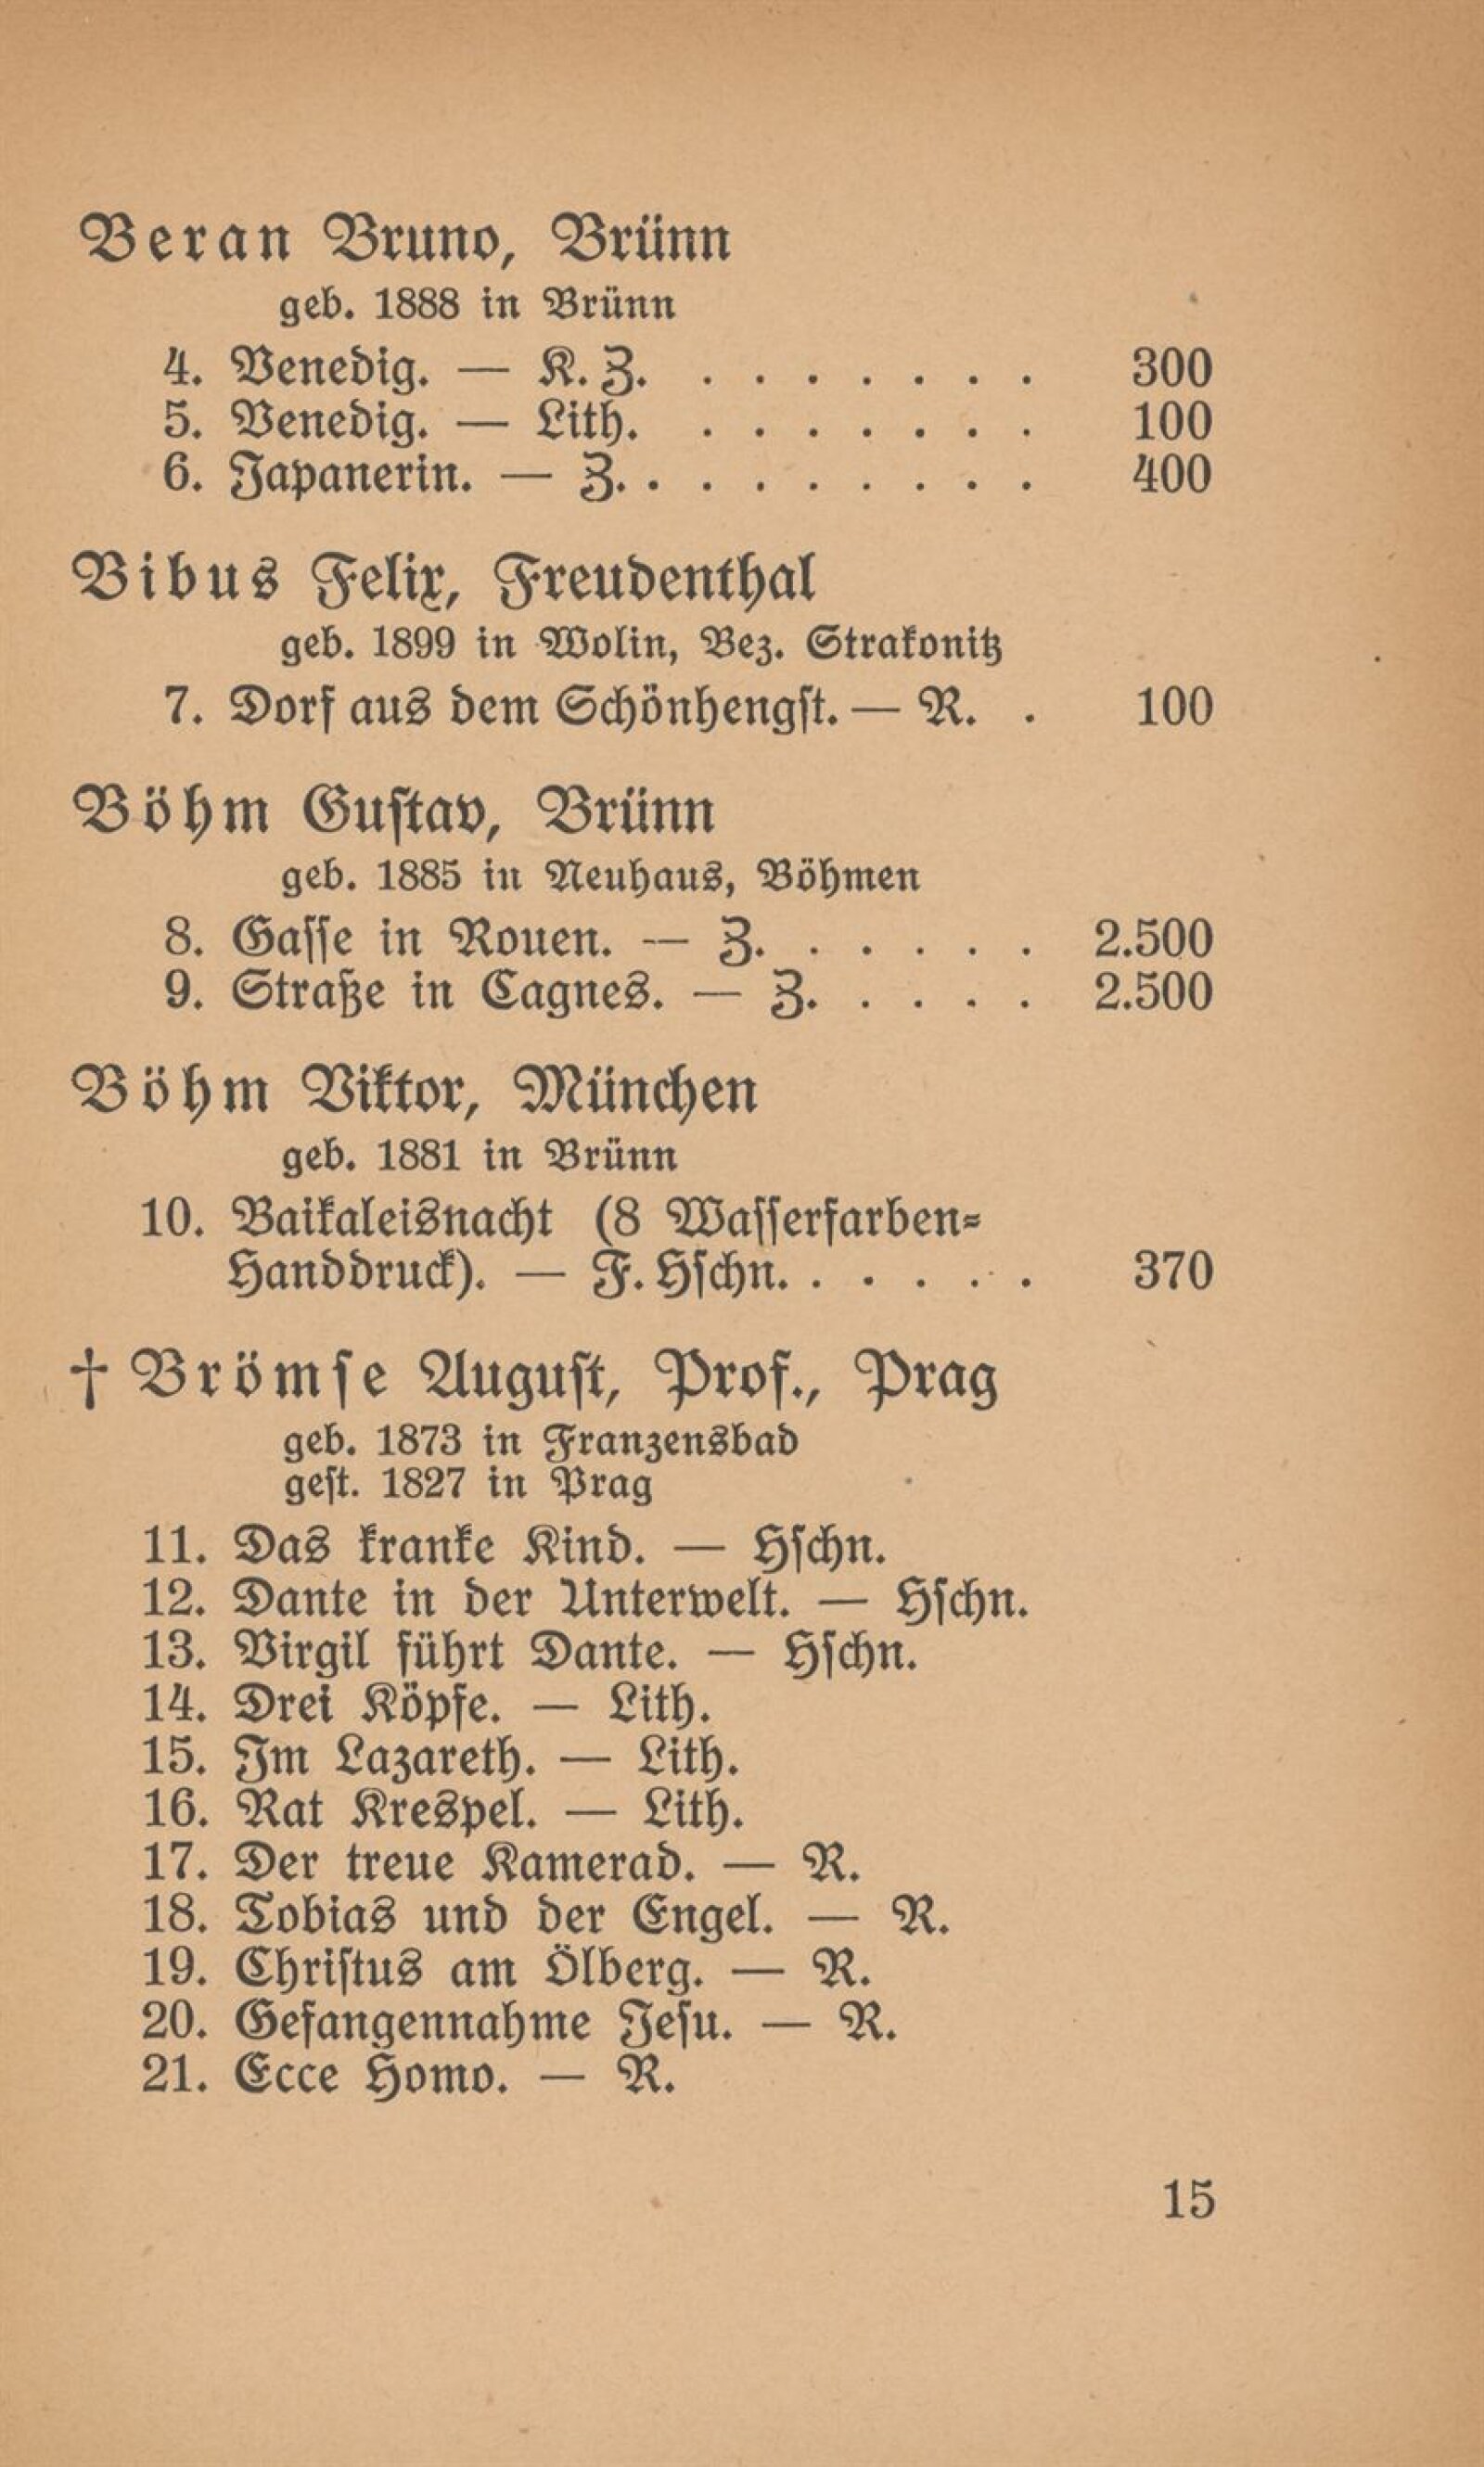 Beran Bruno, Brünn
geb. 1888 in Brünn
4. Venedig. — K. Z. . . . . . . . 300
5. Venedig. — Lith. . . . . . . . 100
6. Japanerin. — Z. . . . . . . . . 400
Bibus Felix, Freudenthal
geb. 1899 in Wolin, Bez. Strakonitz
7. Dorf aus dem Schönhengst. — R. . 100
Böhm Gustav, Brünn
geb. 1885 in Neuhaus, Böhmen
8. Gasse in Rouen. — Z. . . . . . 2.500
9. Straße in Cagnes. — Z. . . . . 2.500
Böhm Viktor, München
geb. 1881 in Brünn
10. Baikaleisnacht (8 Wasserfarben-
Handdruck). — F. Hschn. . . . . . 370
† Brömse August, Prof., Prag
geb. 1873 in Franzensbad
gest. 1827 in Prag
11. Das kranke Kind. — Hschn.
12. Dante in der Unterwelt. — Hschn.
13. Virgil führt Dante. — Hschn.
14. Drei Köpfe. — Lith.
15. Im Lazareth. — Lith.
16. Rat Krespel. — Lith.
17. Der treue Kamerad. — R.
18. Tobias und der Engel. — R.
19. Christus am Ölberg. — R.
20. Gefangennahme Jesu. — R.
21. Ecce Homo. — R.
15